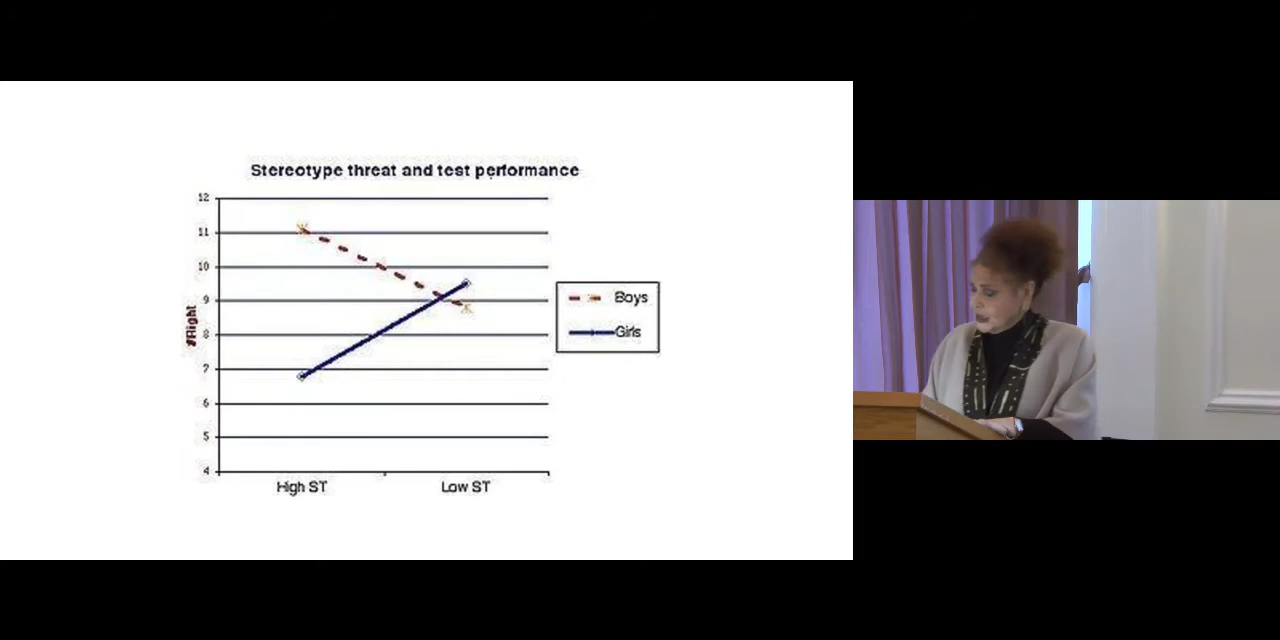 Stereotype threat and test performance
12
11
10
9
8
7
6
5
4
#Right
High ST
Low ST
Boys
Girls